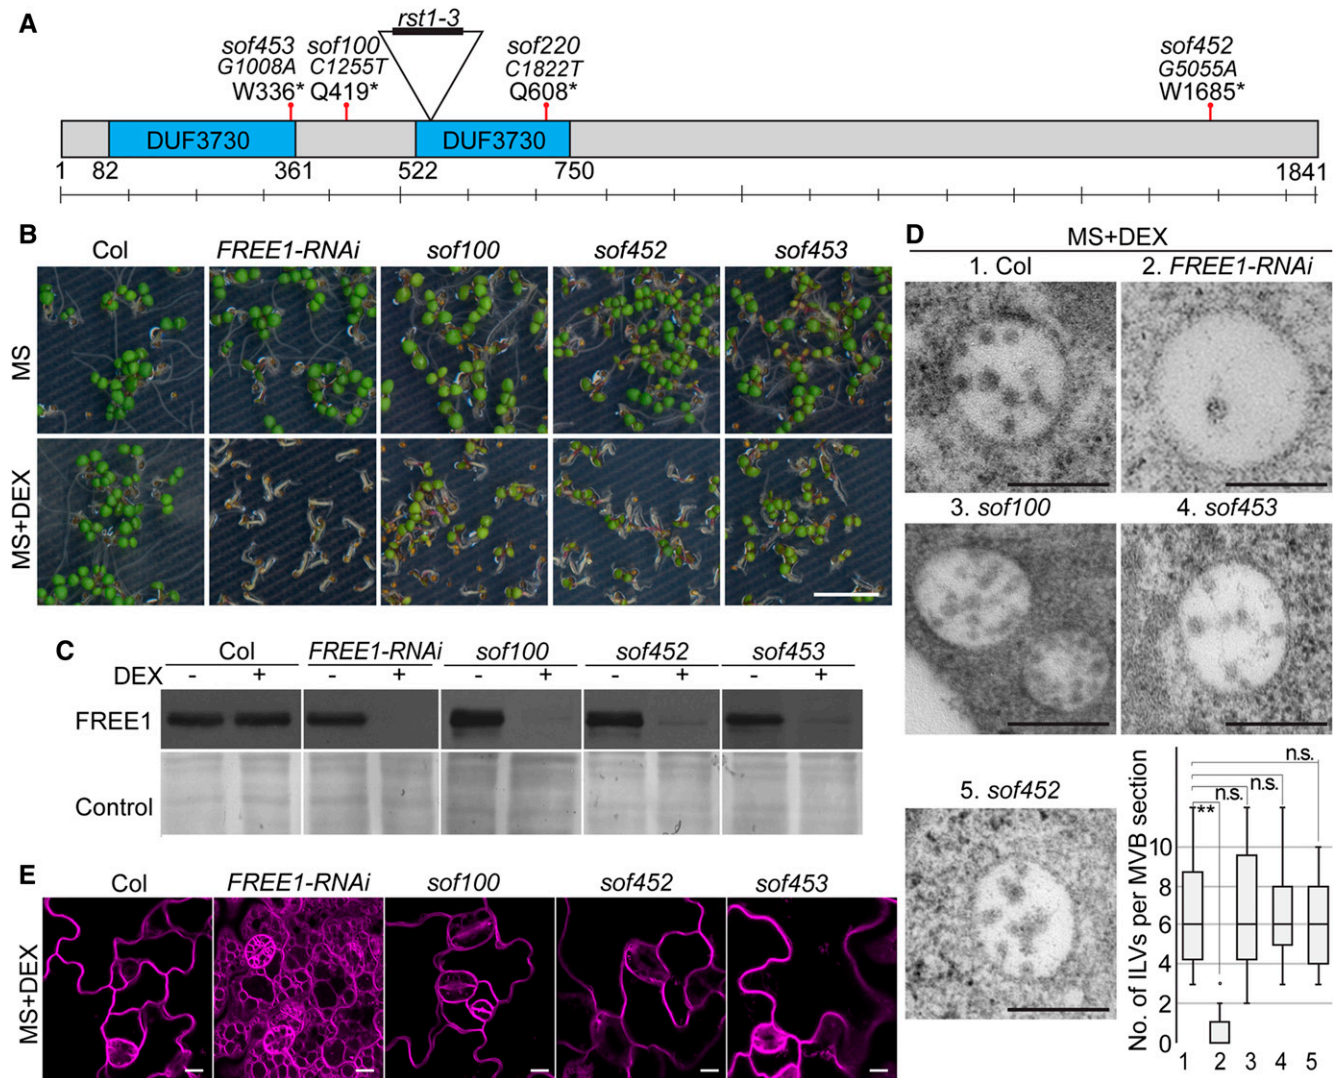 A
rst1-3
sof453 sof100 sof220 sof452
G1008A C1255T C1822T G5055A
W336* Q419* Q608* W1685*
DUF3730 DUF3730
1 82 361 522 750 1841
B
Col FREE1-RNAi sof100 sof452 sof453
MS
MS+DEX
C
Col FREE1-RNAi sof100 sof452 sof453
DEX - + - + - + - + - +
FREE1
Control
D
MS+DEX
1. Col 2. FREE1-RNAi
3. sof100 4. sof453
5. sof452
No. of ILVs per MVB section
n.s.
n.s.
n.s.
**
10
8
6
4
2
0
1 2 3 4 5
E
Col FREE1-RNAi sof100 sof452 sof453
MS+DEX